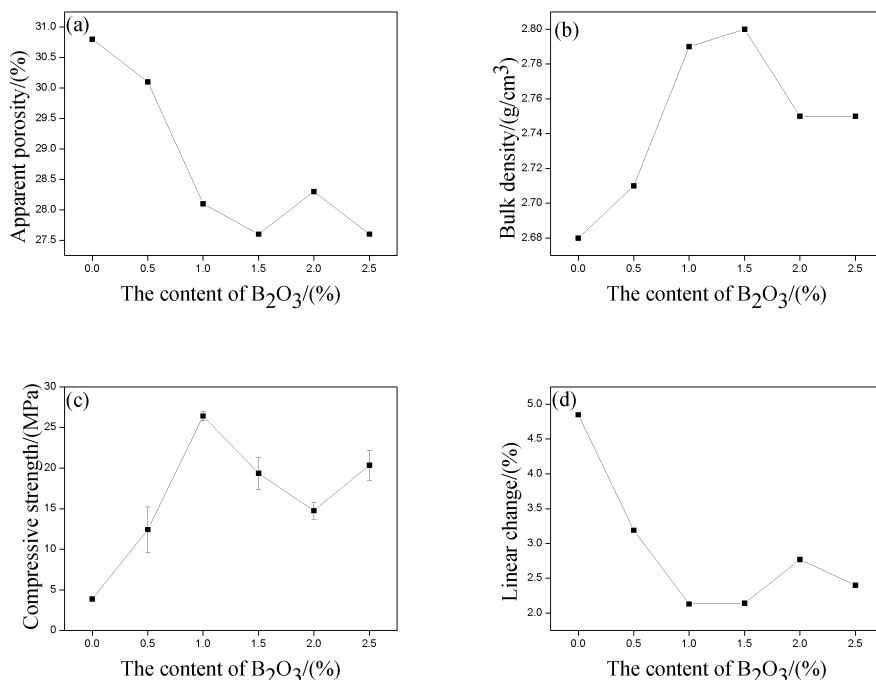 (a)
Apparent porosity/(%)
31.0
30.5
30.0
29.5
29.0
28.5
28.0
27.5
0.0 0.5 1.0 1.5 2.0 2.5
The content of B₂O₃/(%)
(b)
Bulk density/(g/cm³)
2.80
2.78
2.76
2.74
2.72
2.70
2.68
0.0 0.5 1.0 1.5 2.0 2.5
The content of B₂O₃/(%)
(c)
Compressive strength/(MPa)
30
25
20
15
10
5
0
0.0 0.5 1.0 1.5 2.0 2.5
The content of B₂O₃/(%)
(d)
Linear change/(%)
5.0
4.5
4.0
3.5
3.0
2.5
2.0
0.0 0.5 1.0 1.5 2.0 2.5
The content of B₂O₃/(%)